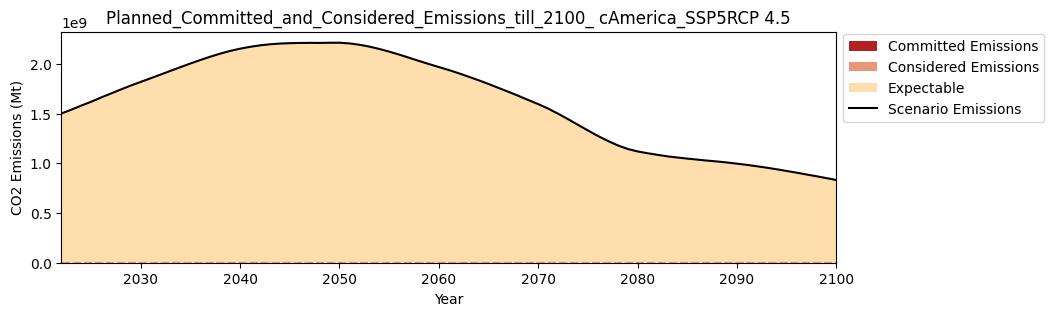 Planned_Committed_and_Considered_Emissions_till_2100_ cAmerica_SSP5RCP 4.5
1e9
2.0
1.5
1.0
0.5
0.0
CO2 Emissions (Mt)
2030 2040 2050 2060 2070 2080 2090 2100
Year
Committed Emissions
Considered Emissions
Expectable
Scenario Emissions